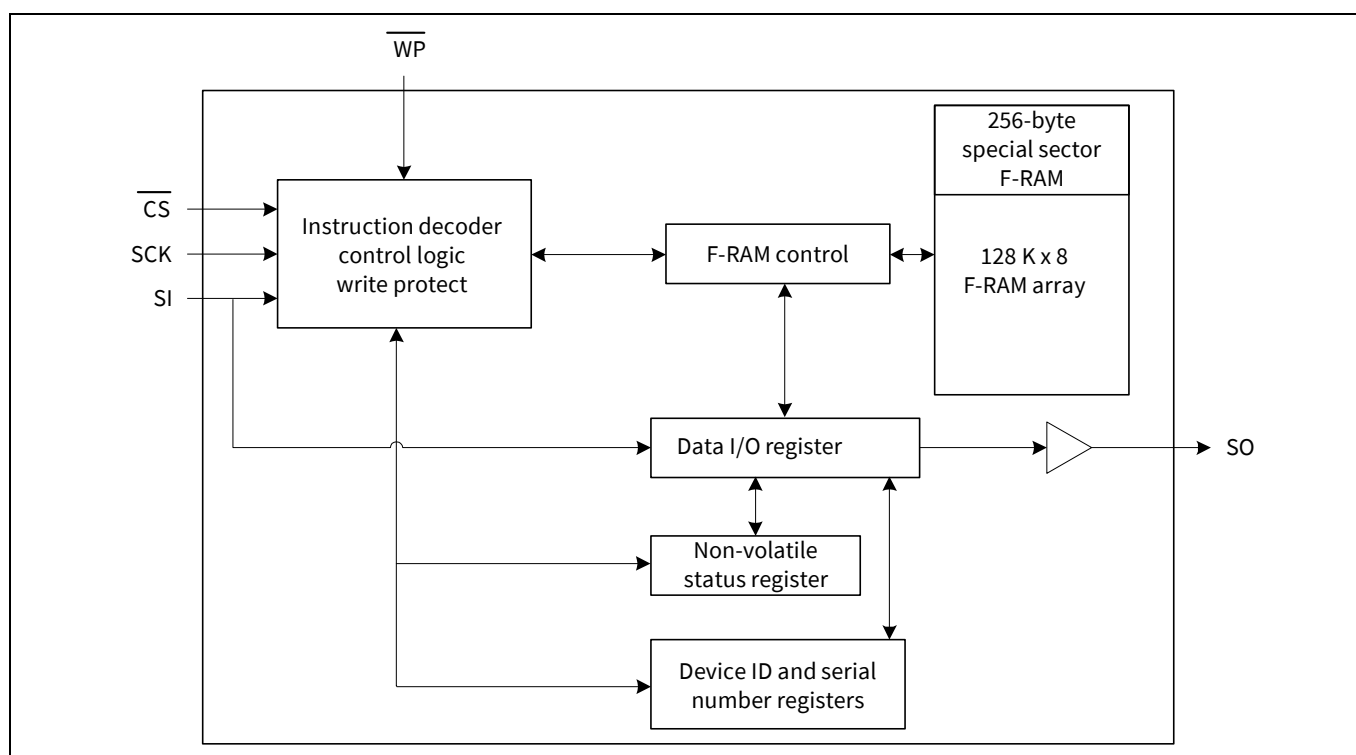 WP
256-byte
special sector
F-RAM
CS
SCK
SI
Instruction decoder
control logic
write protect
F-RAM control
128 K x 8
F-RAM array
Data I/O register
SO
Non-volatile
status register
Device ID and serial
number registers